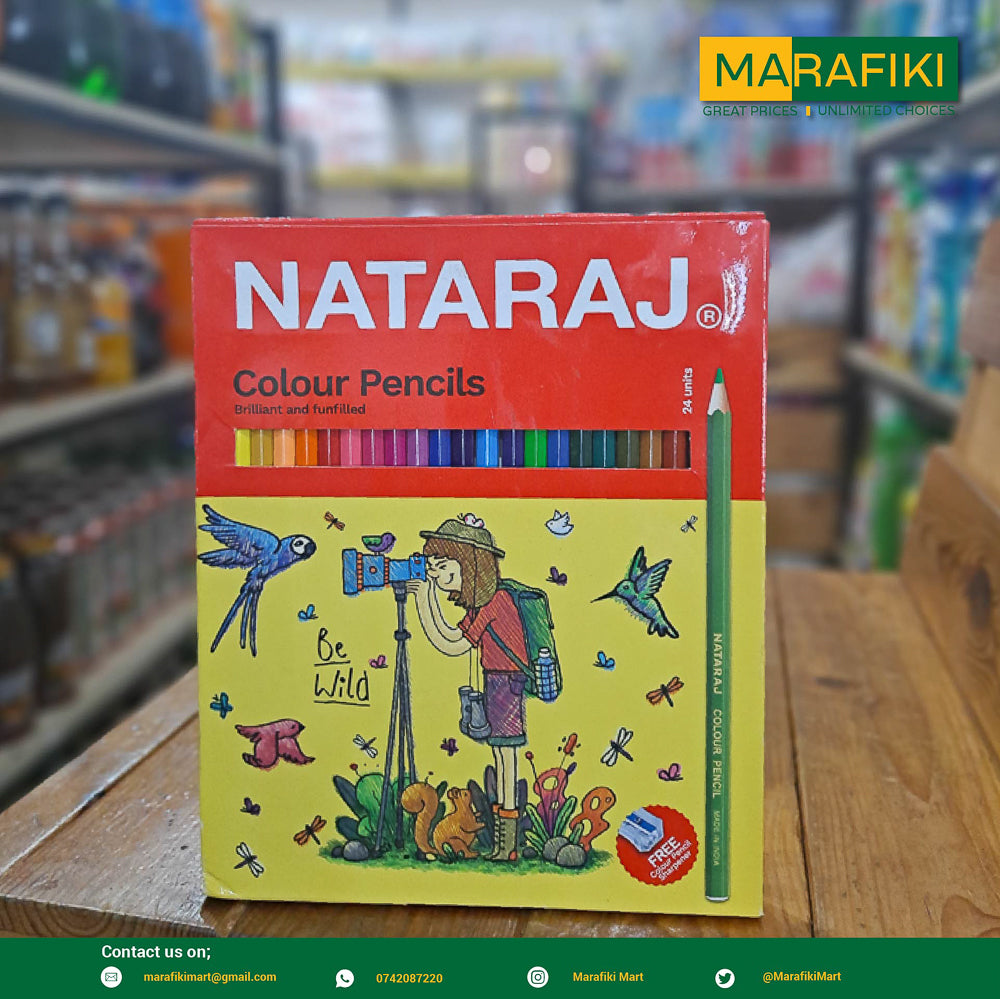 MARAFIKI
GREAT PRICES UNLIMITED CHOICES
NATARAJ®
Colour Pencils
Brilliant and funfilled
24 units
Be
Wild
NATARAJ COLOUR PENCIL MADE IN INDIA
FREE
Colour Pencil
Sharpener
Contact us on;
marafikimart@gmail.com
0742087220
Marafiki Mart
@MarafikiMart